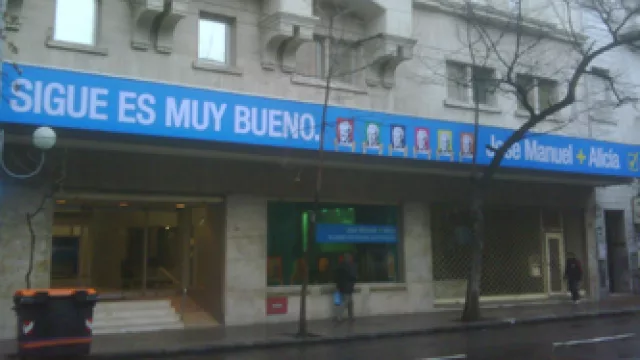 SIGUE ES MUY BUENO.
José Manuel + Alicia